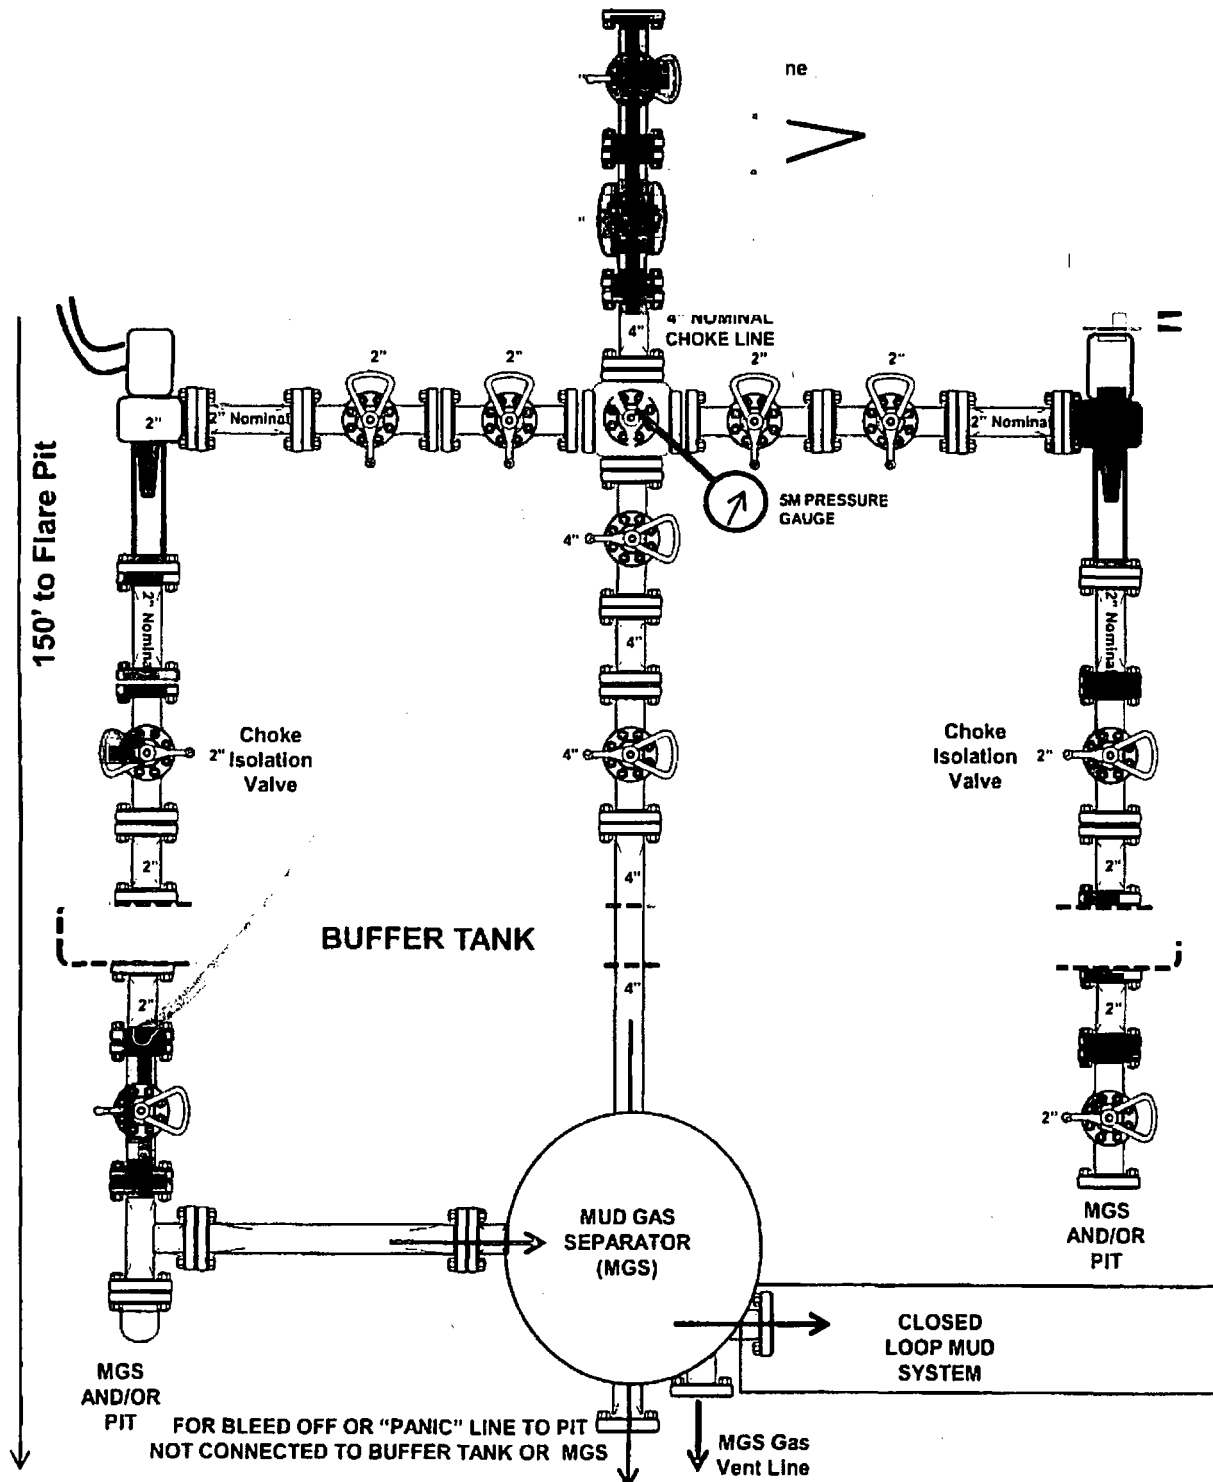 "
ne
"
4" NOMINAL
CHOKE LINE
4"
2"
2"
2"
2"
2"
2" Nominal
2" Nominal
5M PRESSURE
GAUGE
4"
150' to Flare Pit
2" Nominal
4"
2" Nominal
Choke
Isolation
Valve
2"
4"
Choke
Isolation
Valve
2"
2"
4"
2"
BUFFER TANK
4"
2"
2"
2"
MUD GAS
SEPARATOR
(MGS)
MGS
AND/OR
PIT
CLOSED
LOOP MUD
SYSTEM
MGS
AND/OR
PIT
FOR BLEED OFF OR "PANIC" LINE TO PIT
NOT CONNECTED TO BUFFER TANK OR MGS
MGS Gas
Vent Line